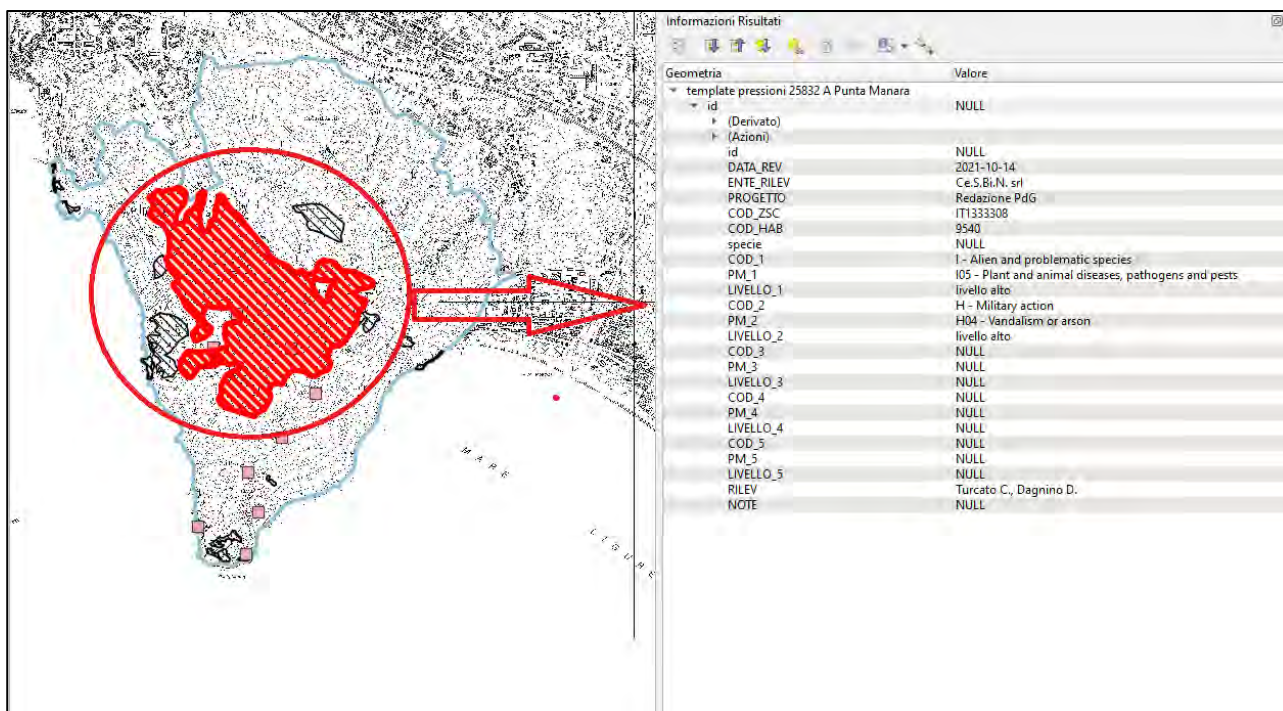 Informazioni Risultati
Geometria Valore
template pressioni 25832 A Punta Manara
id NULL
(Derivato)
(Azioni)
id NULL
DATA_REV 2021-10-14
ENTE_RILEV Ce.S.Bi.N. srl
PROGETTO Redazione PdG
COD_ZSC IT1333308
COD_HAB 9540
specie NULL
COD_1 I - Alien and problematic species
PM_1 I05 - Plant and animal diseases, pathogens and pests
LIVELLO_1 livello alto
COD_2 H - Military action
PM_2 H04 - Vandalism or arson
LIVELLO_2 livello alto
COD_3 NULL
PM_3 NULL
LIVELLO_3 NULL
COD_4 NULL
PM_4 NULL
LIVELLO_4 NULL
COD_5 NULL
PM_5 NULL
LIVELLO_5 NULL
RILEV Turcato C., Dagnino D.
NOTE NULL
MARE
LIGURE